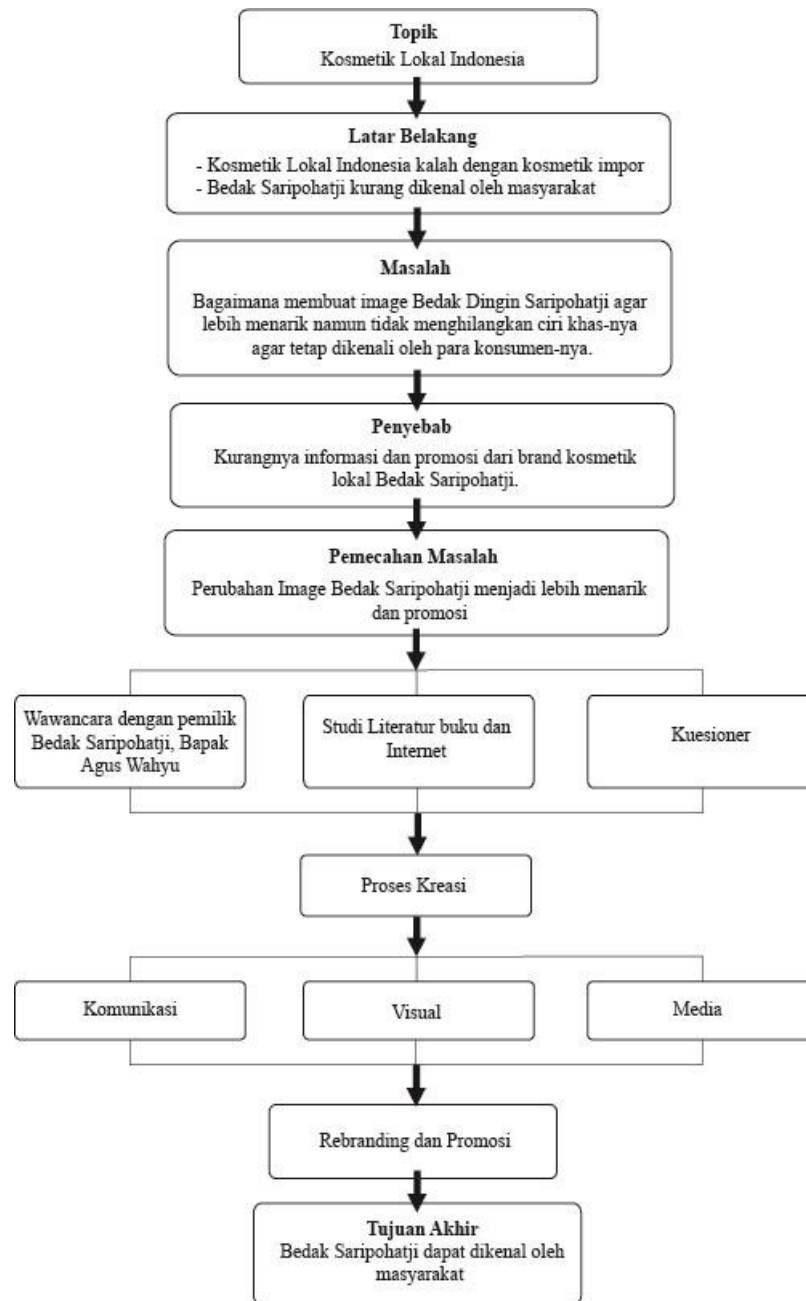 Topik
Kosmetik Lokal Indonesia
Latar Belakang
- Kosmetik Lokal Indonesia kalah dengan kosmetik impor
- Bedak Saripohatji kurang dikenal oleh masyarakat
Masalah
Bagaimana membuat image Bedak Dingin Saripohatji agar
lebih menarik namun tidak menghilangkan ciri khas-nya
agar tetap dikenali oleh para konsumen-nya.
Penyebab
Kurangnya informasi dan promosi dari brand kosmetik
lokal Bedak Saripohatji.
Pemecahan Masalah
Perubahan Image Bedak Saripohatji menjadi lebih menarik
dan promosi
Wawancara dengan pemilik
Bedak Saripohatji, Bapak
Agus Wahyu
Studi Literatur buku dan
Internet
Kuesioner
Proses Kreasi
Komunikasi
Visual
Media
Rebranding dan Promosi
Tujuan Akhir
Bedak Saripohatji dapat dikenal oleh
masyarakat